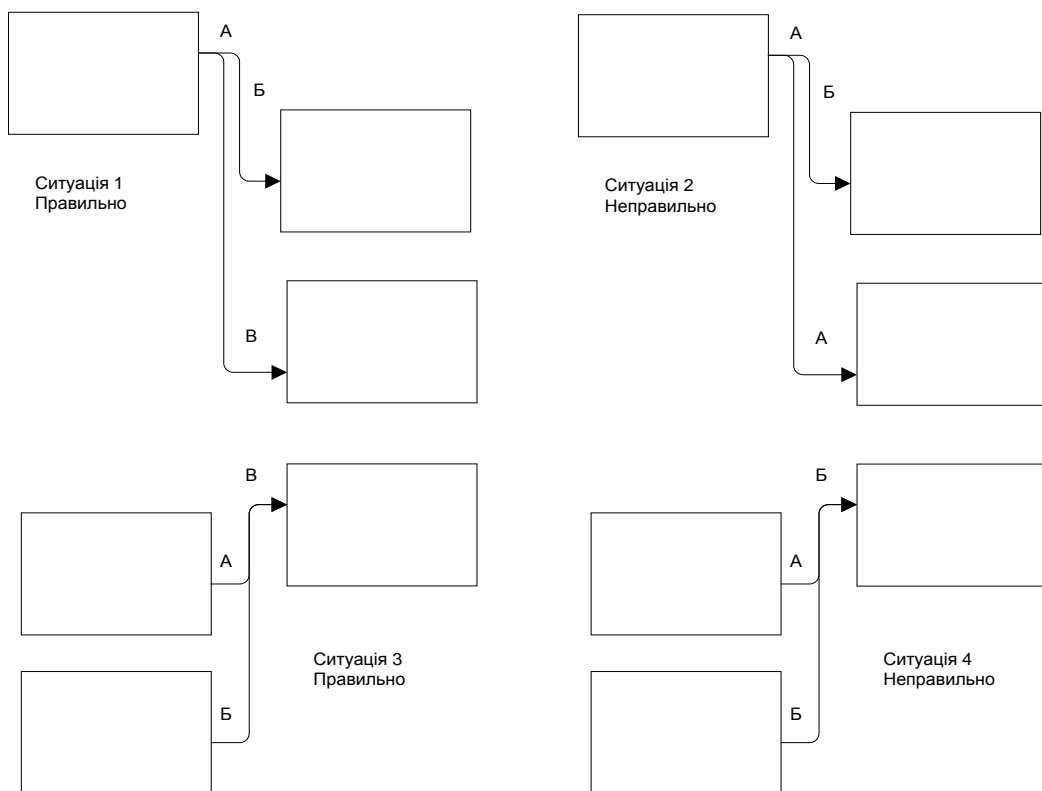 А
Б
Ситуація 1
Правильно
В
А
Б
Ситуація 2
Неправильно
А
В
А
Ситуація 3
Правильно
Б
Б
А
Ситуація 4
Неправильно
Б